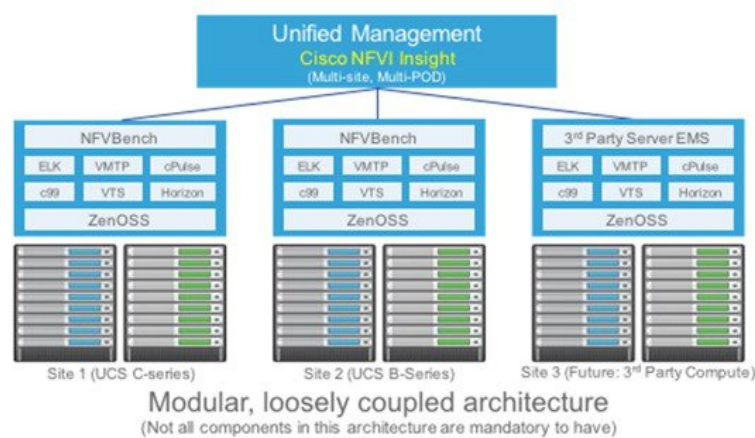 Unified Management
Cisco NFVI Insight
(Multi-site, Multi-POD)
NFVBench
ELK VMTP cPulse
c99 VTS Horizon
ZenOSS
NFVBench
ELK VMTP cPulse
c99 VTS Horizon
ZenOSS
3rd Party Server EMS
ELK VMTP cPulse
c99 VTS Horizon
ZenOSS
Site 1 (UCS C-series)
Site 2 (UCS B-Series)
Site 3 (Future: 3rd Party Compute)
Modular, loosely coupled architecture
(Not all components in this architecture are mandatory to have)